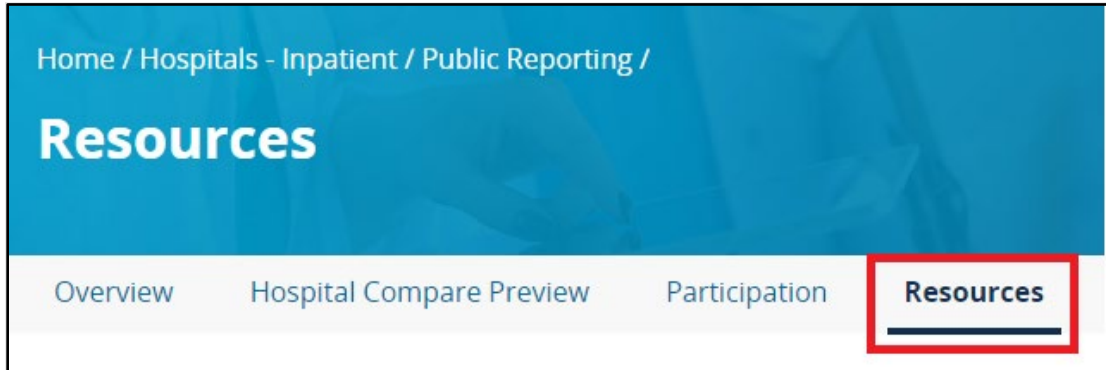 Home / Hospitals - Inpatient / Public Reporting /
Resources
Overview Hospital Compare Preview Participation Resources